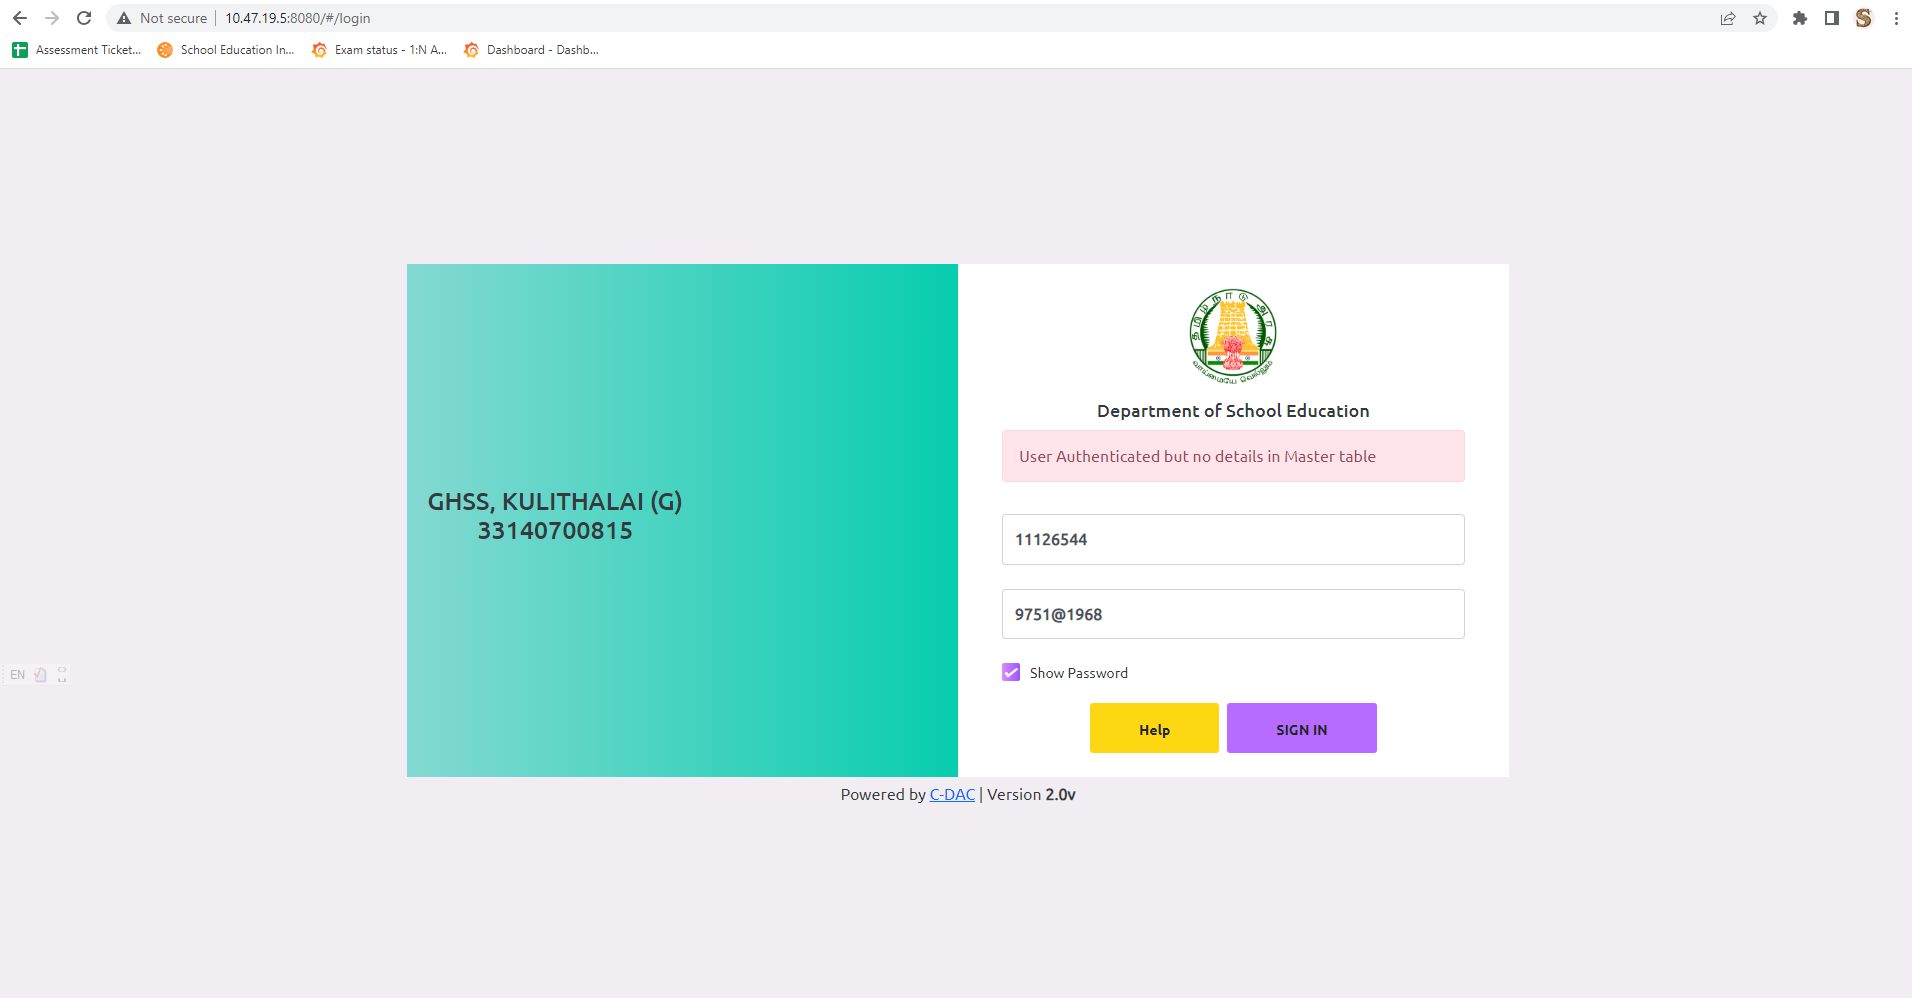 Not secure | 10.47.19.5:8080/#/login
Assessment Ticket... School Education In... Exam status - 1:N A... Dashboard - Dashb...
GHSS, KULITHALAI (G)
33140700815
தமிழ்நாடு அரசு
வாய்மையே வெல்லும்
Department of School Education
User Authenticated but no details in Master table
11126544
9751@1968
Show Password
Help
SIGN IN
EN
Powered by C-DAC | Version 2.0v